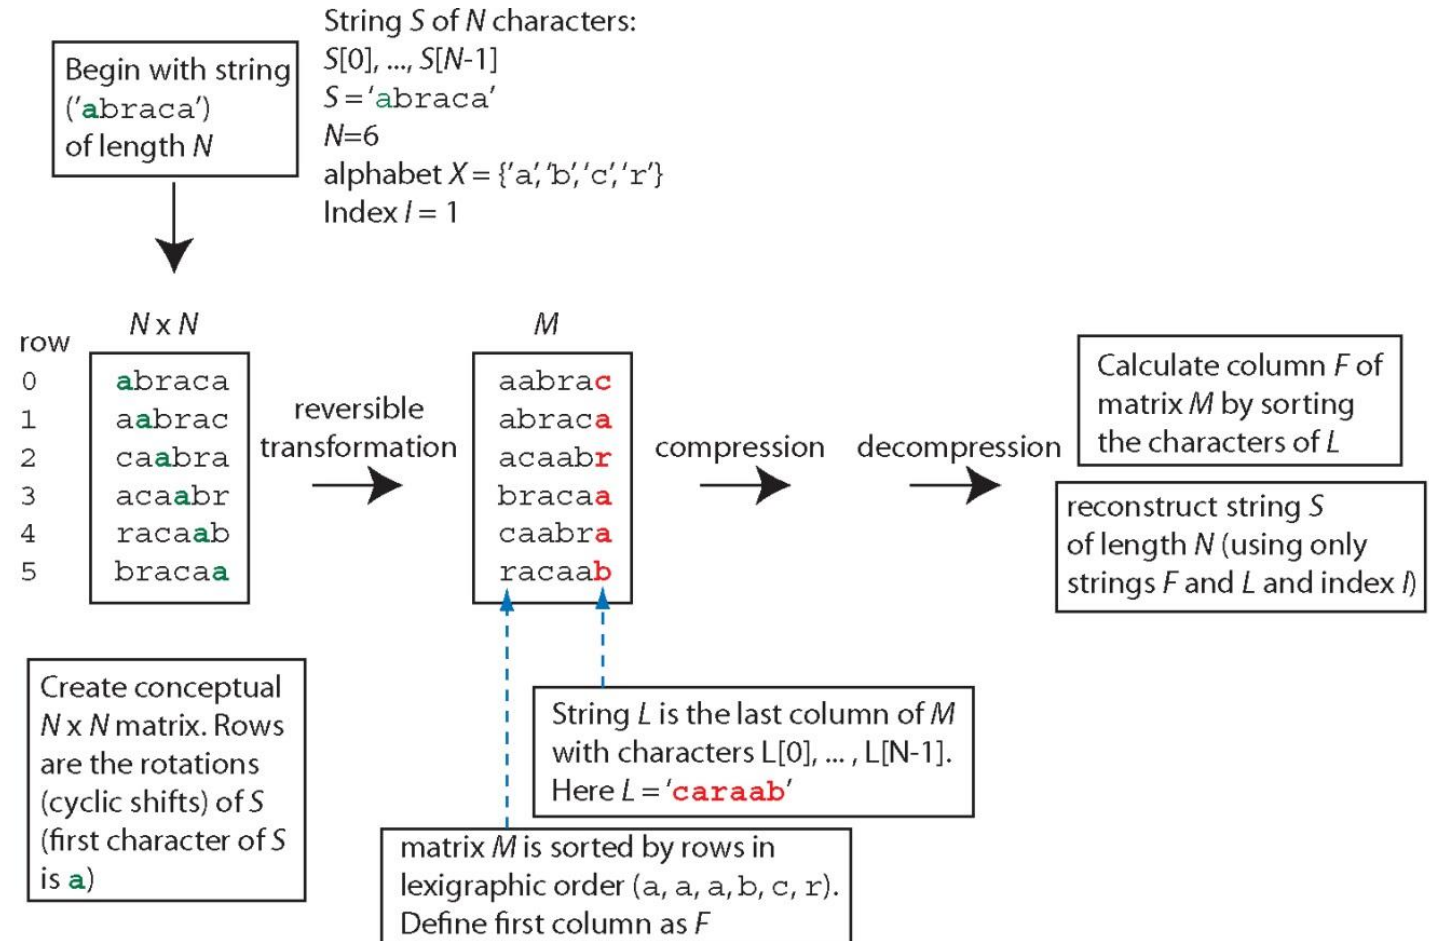 Begin with string
('abraca')
of length N
String S of N characters:
S[0], ..., S[N-1]
S = 'abraca'
N=6
alphabet X = {'a', 'b', 'c', 'r'}
Index I = 1
row
0
1
2
3
4
5
N x N
abraca
aabrac
caabra
acaabr
racaab
bracaa
reversible
transformation
M
aabrac
abraca
acaabr
bracaa
caabra
racaab
compression
decompression
Calculate column F of
matrix M by sorting
the characters of L
reconstruct string S
of length N (using only
strings F and L and index I)
Create conceptual
N x N matrix. Rows
are the rotations
(cyclic shifts) of S
(first character of S
is a)
String L is the last column of M
with characters L[0], ... , L[N-1].
Here L = 'caraab'
matrix M is sorted by rows in
lexigraphic order (a, a, a, b, c, r).
Define first column as F